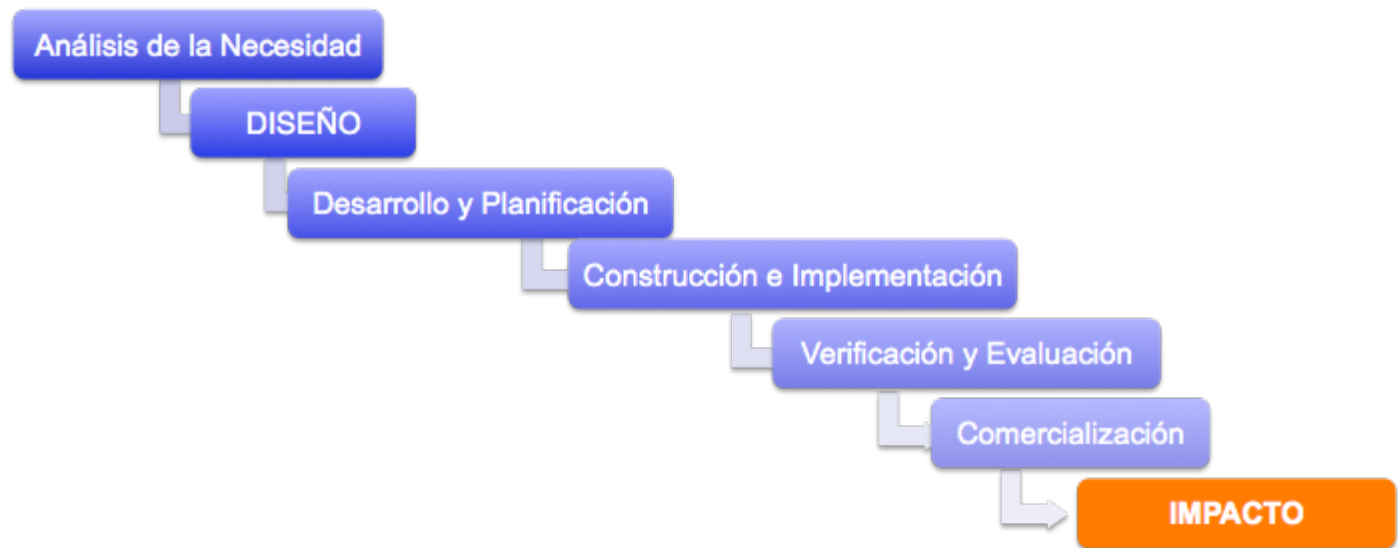 Análisis de la Necesidad
DISEÑO
Desarrollo y Planificación
Construcción e Implementación
Verificación y Evaluación
Comercialización
IMPACTO